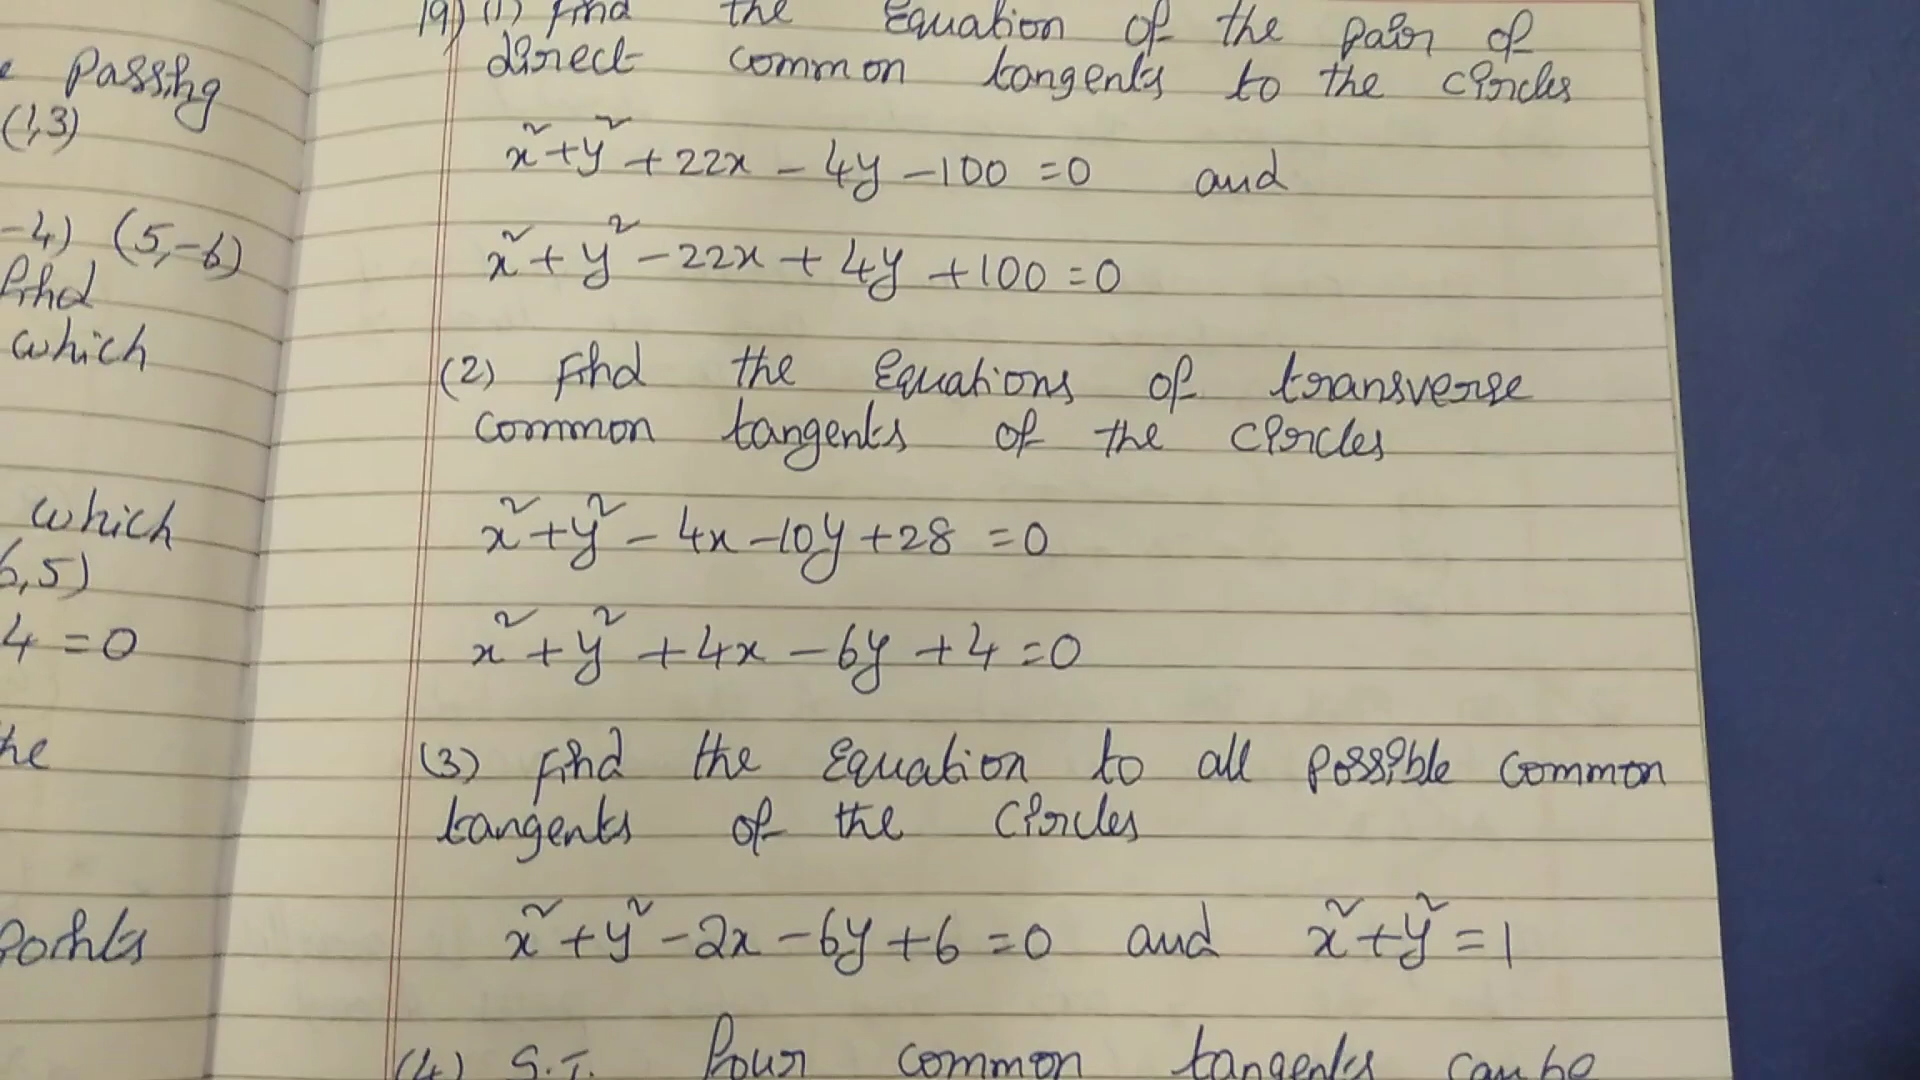 e passing
(1,3)
-4) (5,-6)
find
which
which
6,5)
4 = 0
he
points
19) (1) Find the Equation of the pair of
direct common tangents to the circles
x²+y²+22x-4y-100=0 and
x²+y²-22x+4y+100=0
(2) Find the Equations of transverse
common tangents of the circles
x²+y²-4x-10y+28=0
x²+y²+4x-6y+4=0
(3) Find the Equation to all possible common
tangents of the circles
x²+y²-2x-6y+6=0 and x²+y²=1
(4) S.T. Four common tangents can be